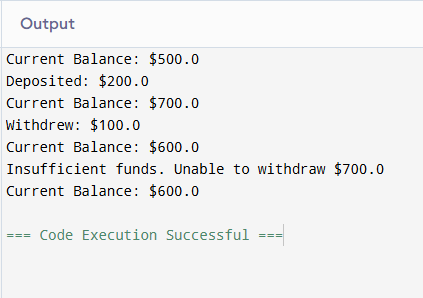 Output
Current Balance: $500.0
Deposited: $200.0
Current Balance: $700.0
Withdrew: $100.0
Current Balance: $600.0
Insufficient funds. Unable to withdraw $700.0
Current Balance: $600.0
=== Code Execution Successful ===